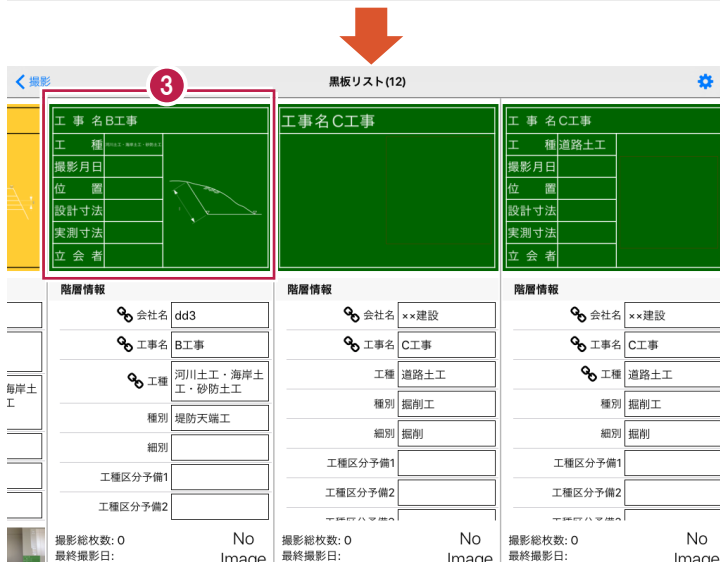 撮影
黒板リスト(12)
3
工 事 名B工事
工 種河川土工・海岸土工・砂防土工
撮影月日
位 置
設計寸法
実測寸法
立 会 者
工事名C工事
工 事 名C工事
工 種道路土工
撮影月日
位 置
設計寸法
実測寸法
立 会 者
海岸土
工
階層情報
会社名 dd3
工事名 B工事
工種 河川土工・海岸土
工・砂防土工
種別 堤防天端工
細別
工種区分予備1
工種区分予備2
撮影総枚数: 0
最終撮影日:
No
Image
階層情報
会社名 ××建設
工事名 C工事
工種 道路土工
種別 掘削工
細別 掘削
工種区分予備1
工種区分予備2
撮影総枚数: 0
最終撮影日:
No
Image
階層情報
会社名 ××建設
工事名 C工事
工種 道路土工
種別 掘削工
細別 掘削
工種区分予備1
工種区分予備2
撮影総枚数: 0
最終撮影日:
No
Image